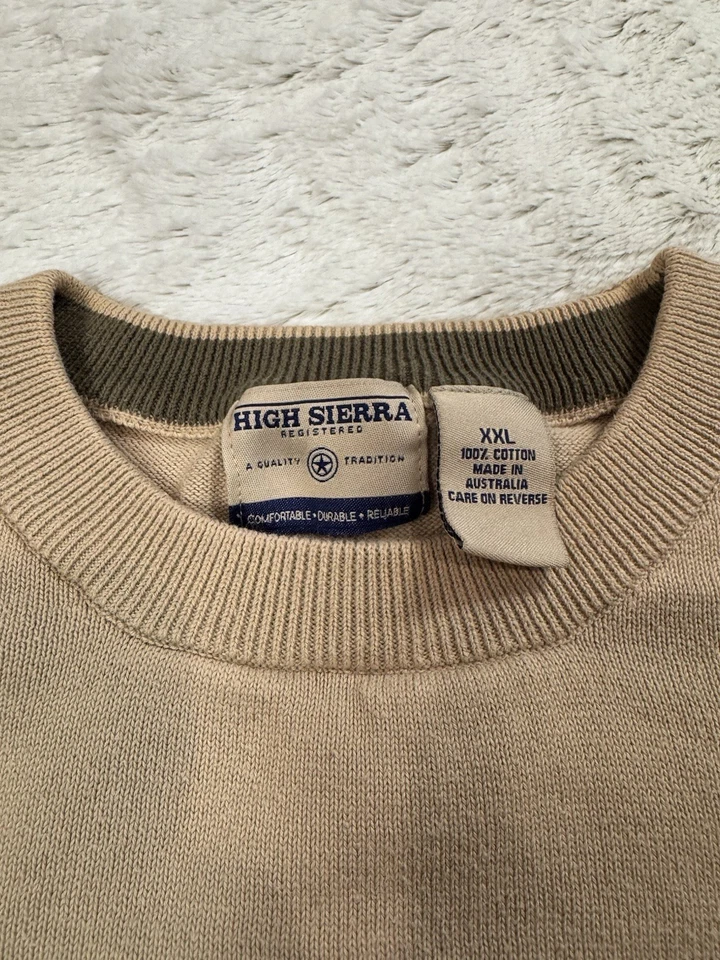 HIGH SIERRA
REGISTERED
A QUALITY TRADITION
COMFORTABLE • DURABLE • RELIABLE
XXL
100% COTTON
MADE IN
AUSTRALIA
CARE ON REVERSE